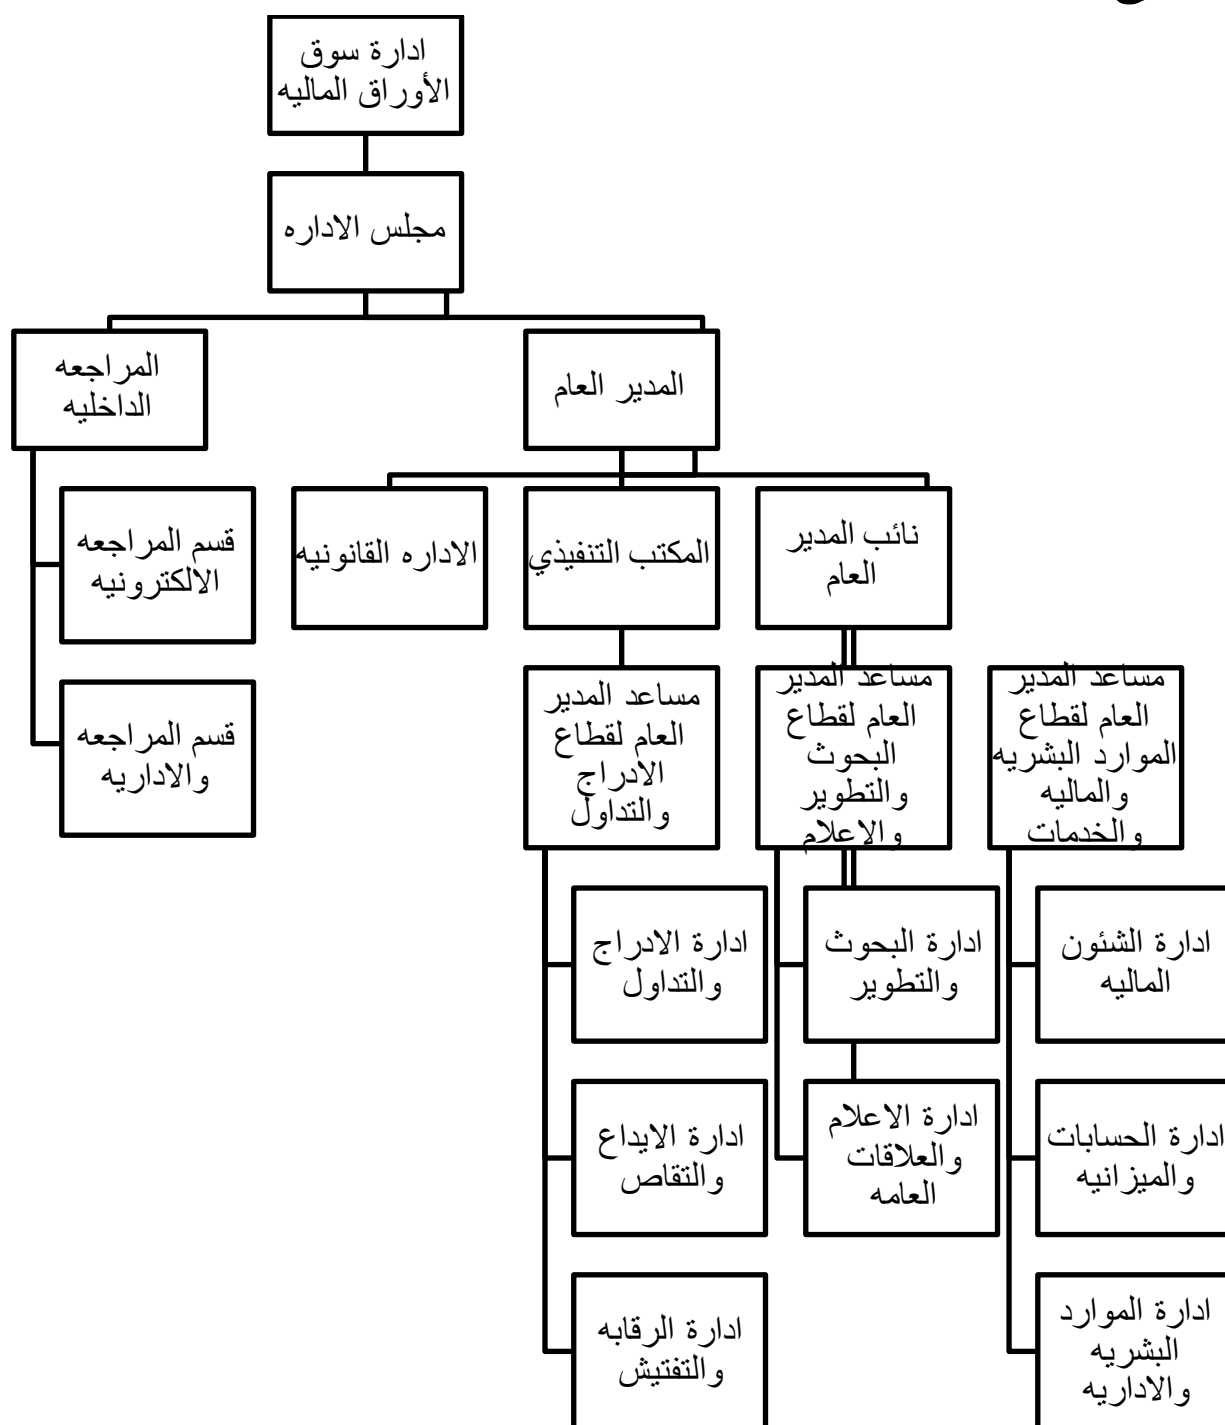 ادارة سوق
الأوراق الماليه
مجلس الاداره
المدير العام
المراجعه
الداخليه
نائب المدير
العام
المكتب التنفيذي
الاداره القانونيه
قسم المراجعه
الالكترونيه
قسم المراجعه
والاداريه
مساعد المدير
العام لقطاع
الموارد البشريه
والماليه
والخدمات
مساعد المدير
العام لقطاع
البحوث
والتطوير
والاعلام
مساعد المدير
العام لقطاع
الادراج
والتداول
ادارة الشئون
الماليه
ادارة البحوث
والتطوير
ادارة الادراج
والتداول
ادارة الحسابات
والميزانيه
ادارة الاعلام
والعلاقات
العامه
ادارة الايداع
والتقاص
ادارة الموارد
البشريه
والاداريه
ادارة الرقابه
والتفتيش